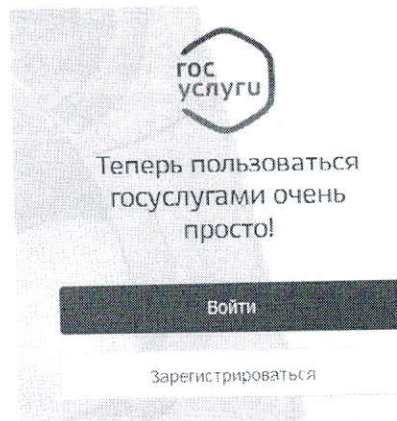 гос
услуги
Теперь пользоваться
госуслугами очень
просто!
Войти
Зарегистрироваться